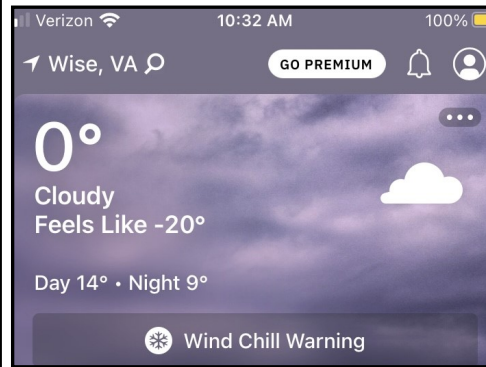 Verizon 10:32 AM 100%
Wise, VA GO PREMIUM
0°
Cloudy
Feels Like -20°
Day 14° • Night 9°
Wind Chill Warning